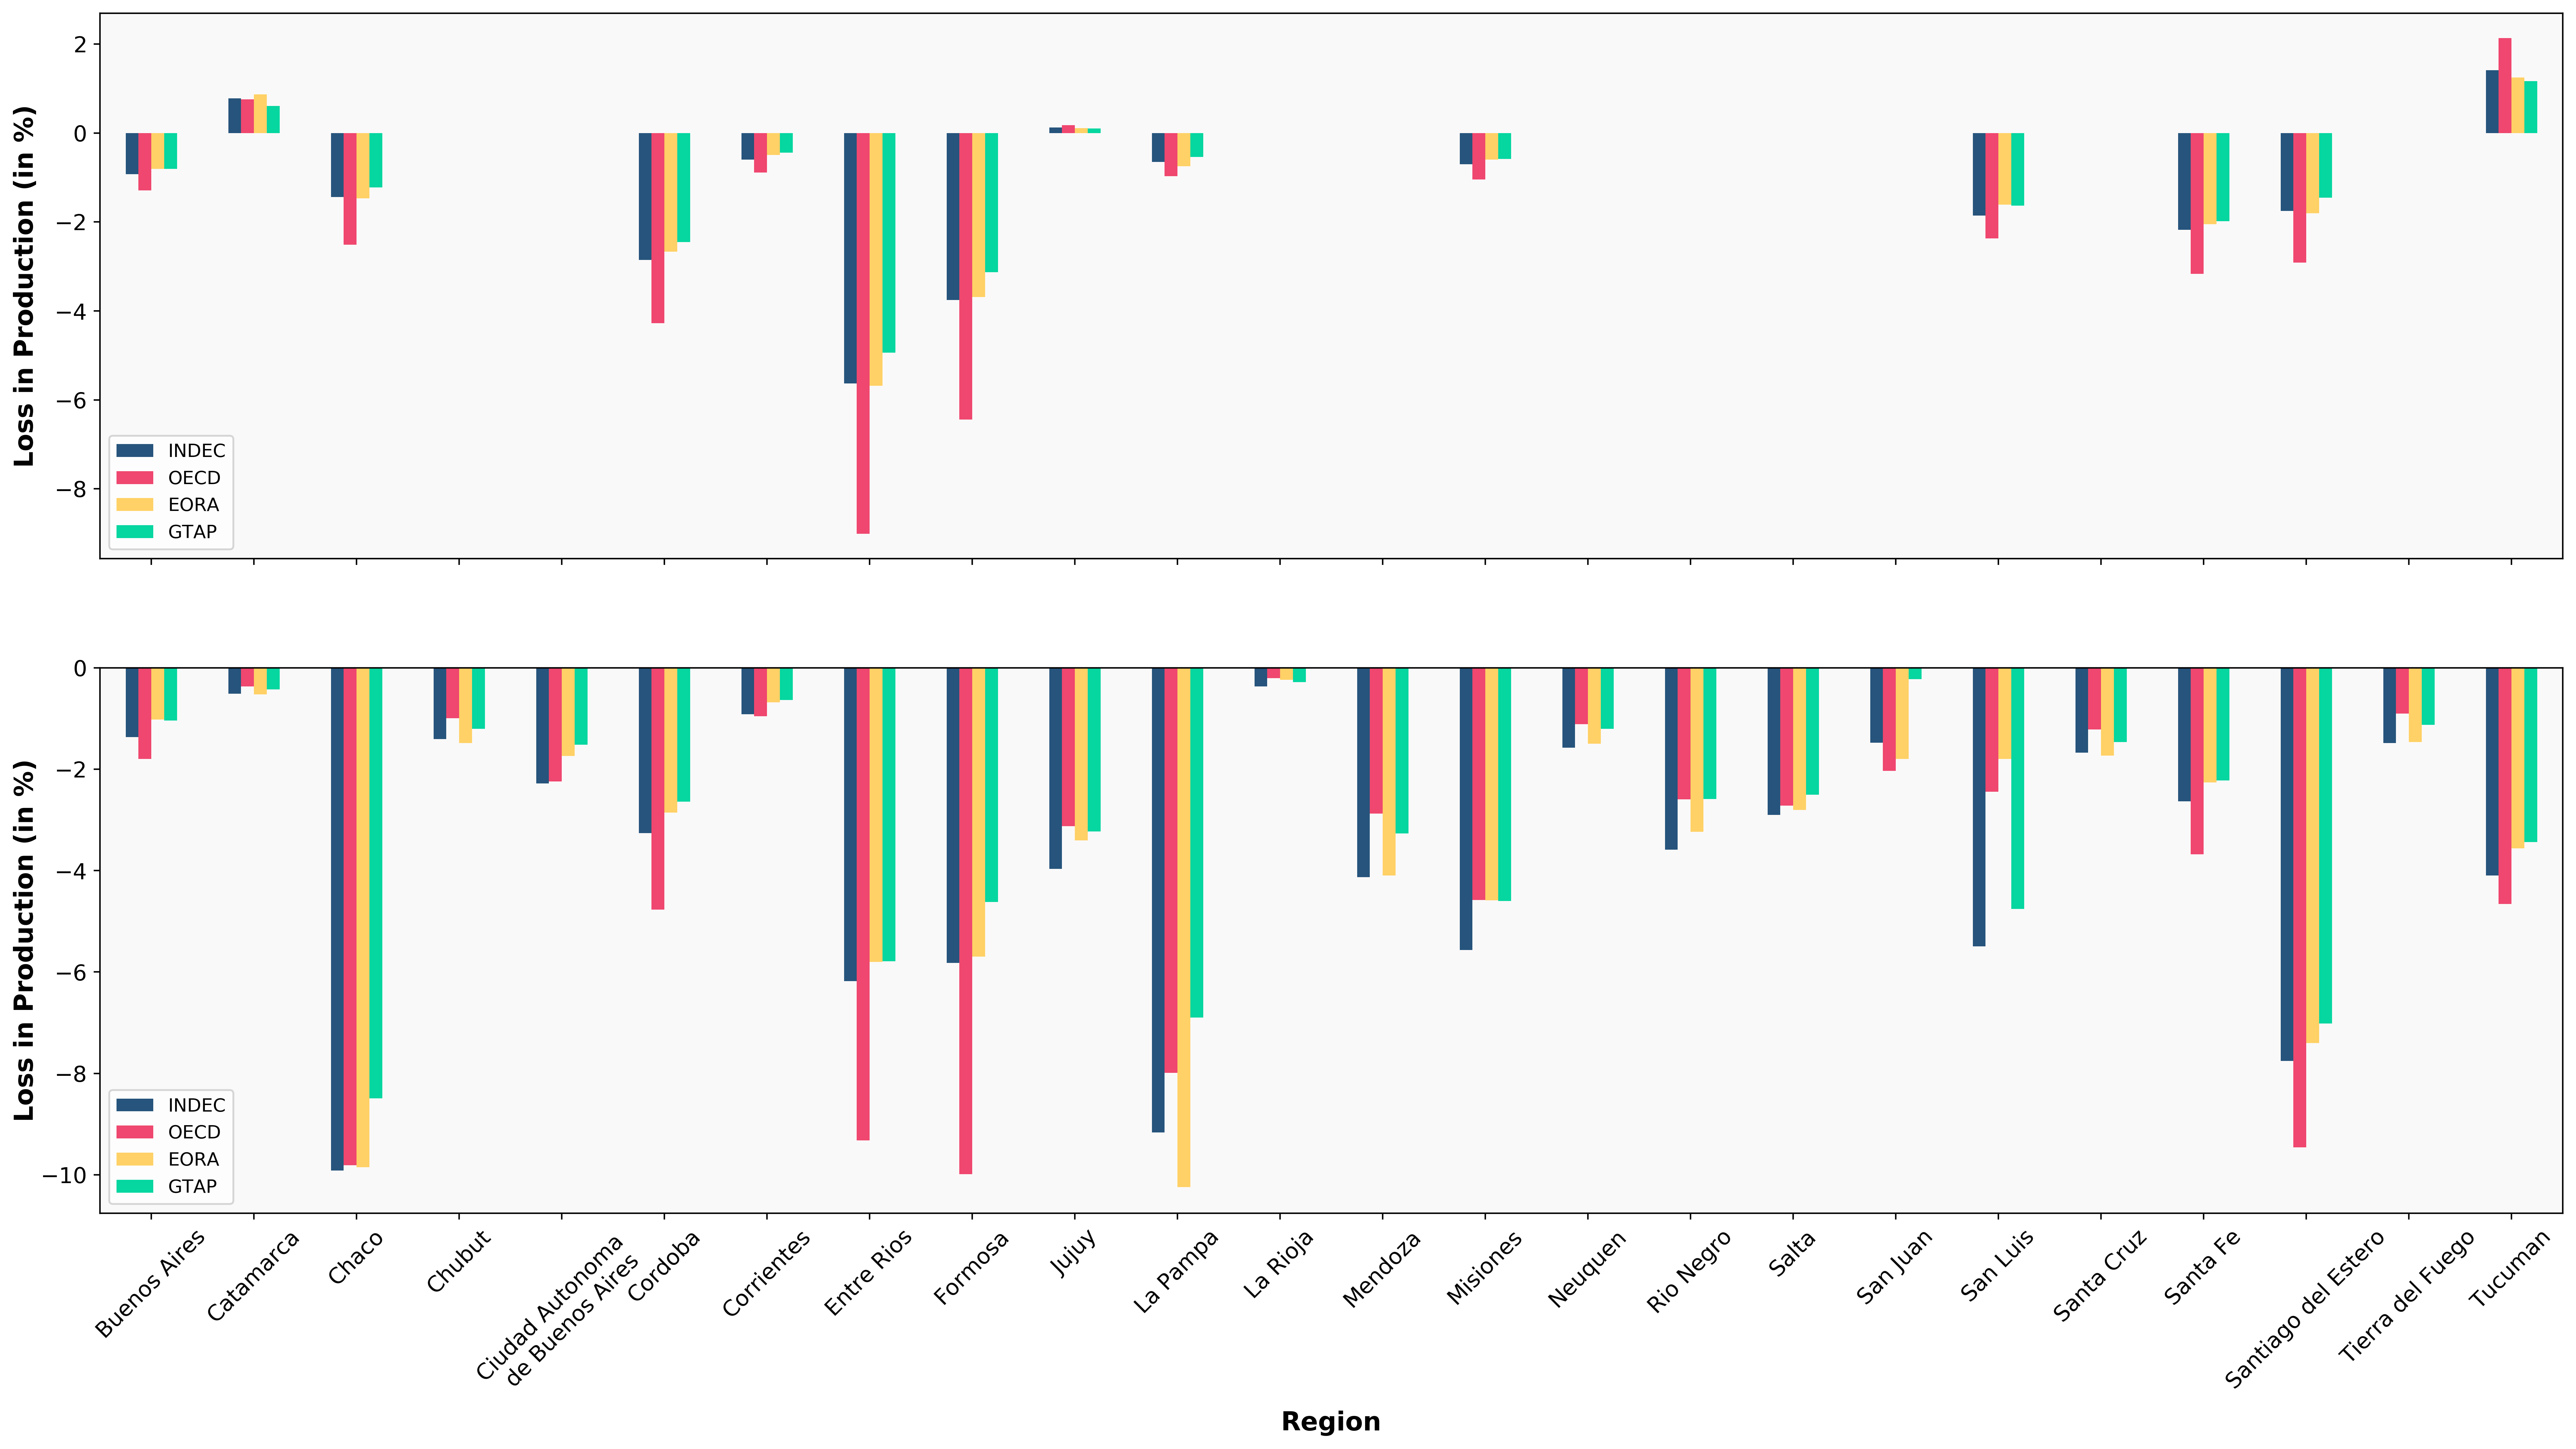 Loss in Production (in %)
2
0
−2
−4
−6
−8
INDEC
OECD
EORA
GTAP
Loss in Production (in %)
0
−2
−4
−6
−8
−10
INDEC
OECD
EORA
GTAP
Buenos Aires
Catamarca
Chaco
Chubut
Ciudad Autonoma
de Buenos Aires
Cordoba
Corrientes
Entre Rios
Formosa
Jujuy
La Pampa
La Rioja
Mendoza
Misiones
Neuquen
Rio Negro
Salta
San Juan
San Luis
Santa Cruz
Santa Fe
Santiago del Estero
Tierra del Fuego
Tucuman
Region